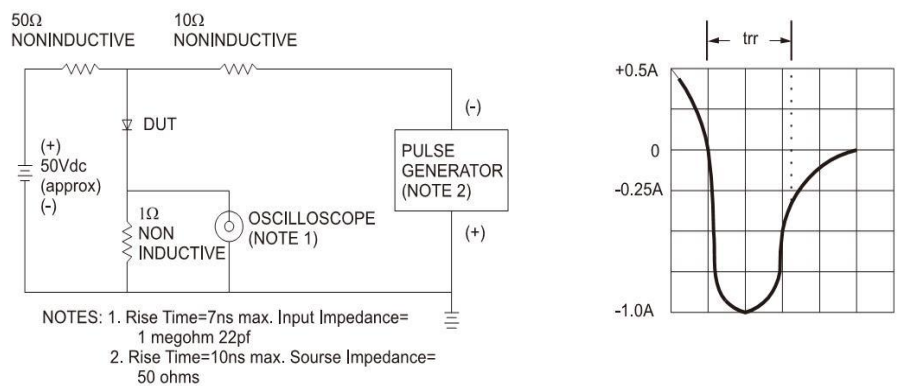 50Ω
NONINDUCTIVE
10Ω
NONINDUCTIVE
DUT
(+)
50Vdc
(approx)
(-)
1Ω
NON
INDUCTIVE
OSCILLOSCOPE
(NOTE 1)
(-)
PULSE
GENERATOR
(NOTE 2)
(+)
NOTES: 1. Rise Time=7ns max. Input Impedance=
1 megohm 22pf
2. Rise Time=10ns max. Sourse Impedance=
50 ohms
trr
+0.5A
0
-0.25A
-1.0A